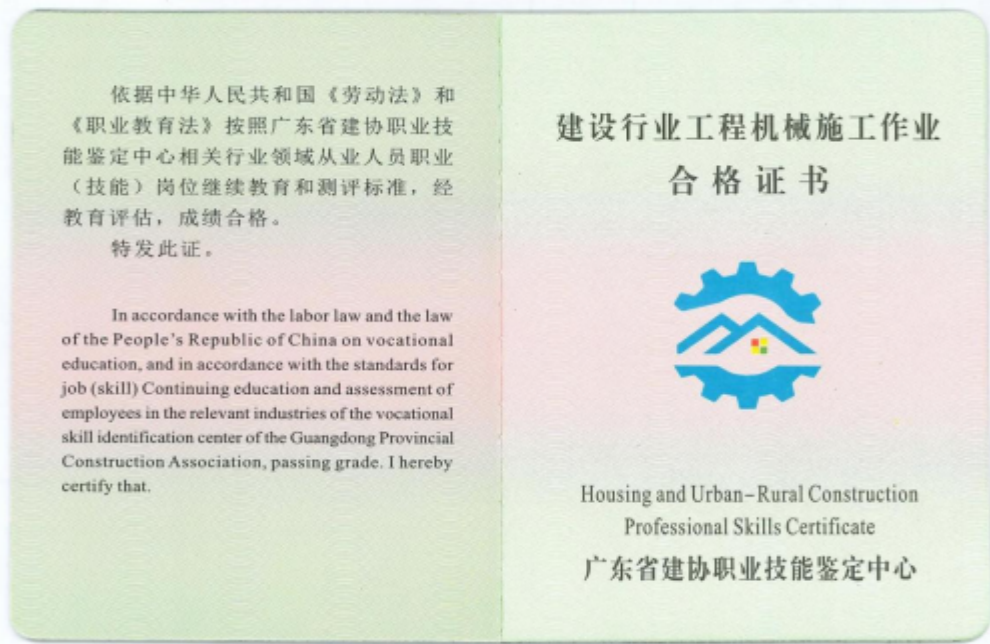 依据中华人民共和国《劳动法》和
《职业教育法》按照广东省建协职业技
能鉴定中心相关行业领域从业人员职业
（技能）岗位继续教育和测评标准，经
教育评估，成绩合格。
特发此证。
In accordance with the labor law and the law
of the People's Republic of China on vocational
education, and in accordance with the standards for
job (skill) Continuing education and assessment of
employees in the relevant industries of the vocational
skill identification center of the Guangdong Provincial
Construction Association, passing grade. I hereby
certify that.
建设行业工程机械施工作业
合格证书
Housing and Urban-Rural Construction
Professional Skills Certificate
广东省建协职业技能鉴定中心